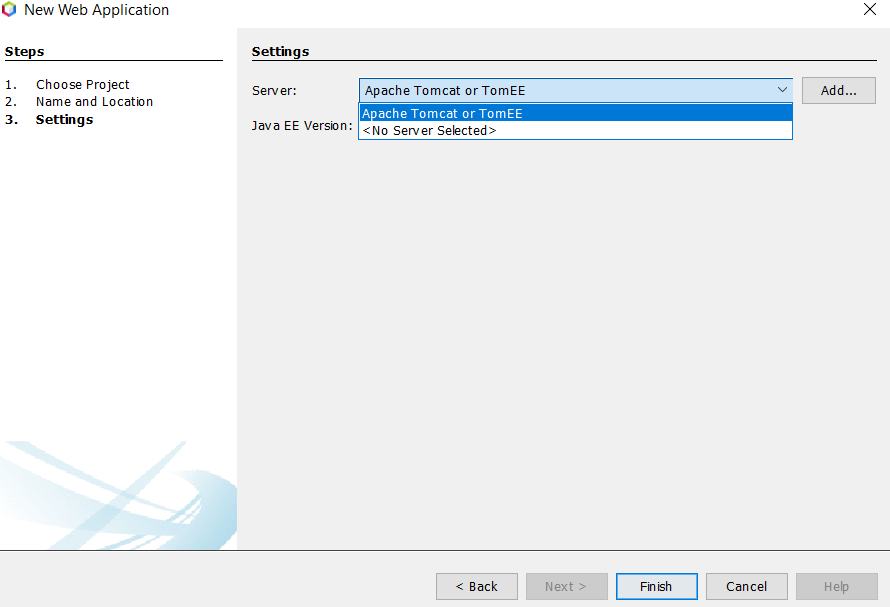 New Web Application
Steps
1. Choose Project
2. Name and Location
3. Settings
Settings
Server:
Apache Tomcat or TomEE
Add...
Apache Tomcat or TomEE
<No Server Selected>
Java EE Version:
< Back
Next >
Finish
Cancel
Help